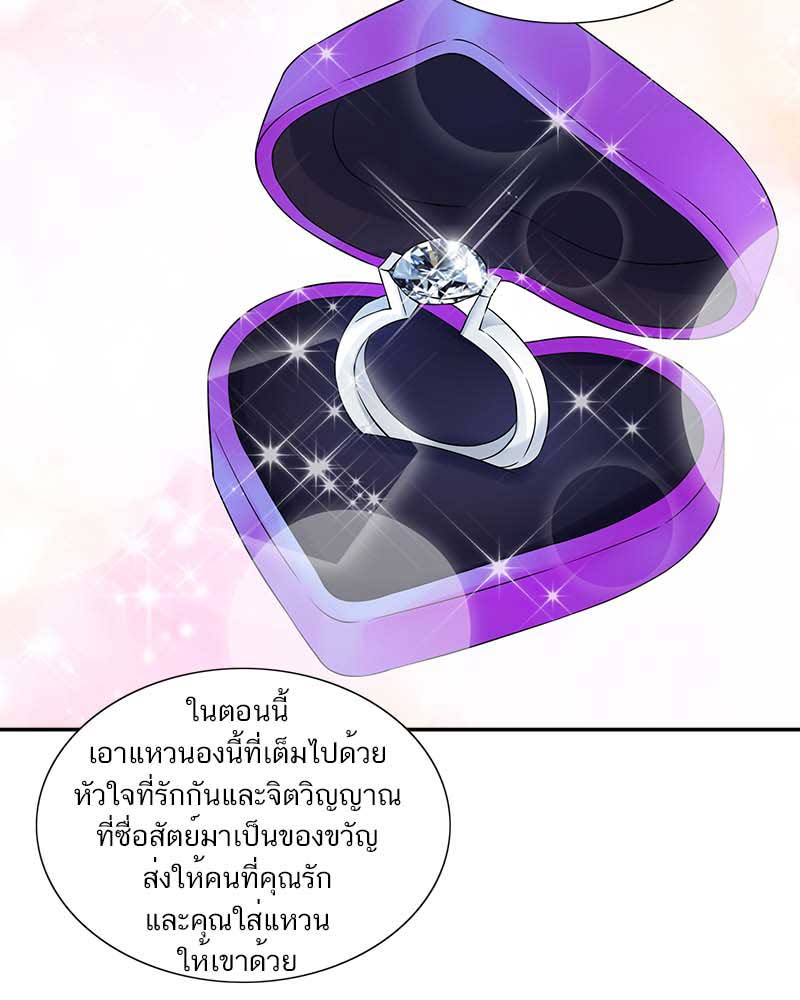 ในตอนนี้
เอาแหวนองนี้ที่เต็มไปด้วย
หัวใจที่รักกันและจิตวิญญาณ
ที่ซื่อสัตย์มาเป็นของขวัญ
ส่งให้คนที่คุณรัก
และคุณใส่แหวน
ให้เขาด้วย